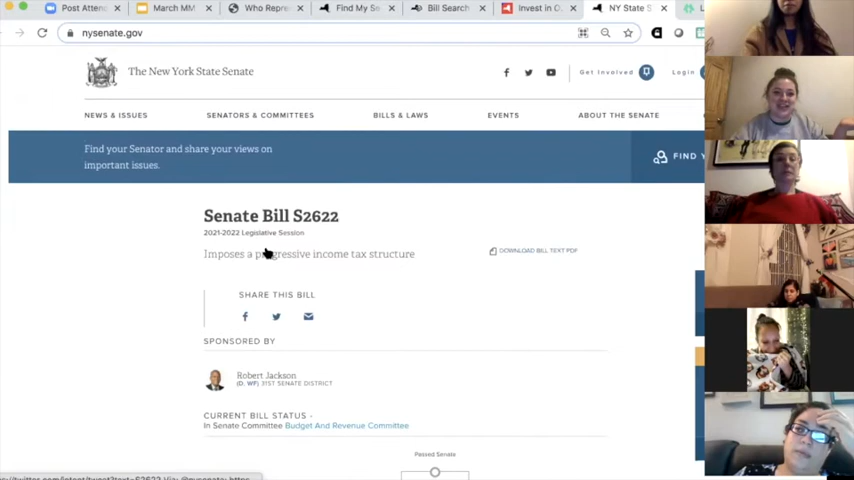 Post Attend
March MM
Who Repre
Find My Se
Bill Search
Invest in O
NY State S
nysenate.gov
The New York State Senate
Get Involved
Login
NEWS & ISSUES
SENATORS & COMMITTEES
BILLS & LAWS
EVENTS
ABOUT THE SENATE
Find your Senator and share your views on
important issues.
FIND Y
Senate Bill S2622
2021-2022 Legislative Session
Imposes a progressive income tax structure
DOWNLOAD BILL TEXT PDF
SHARE THIS BILL
SPONSORED BY
Robert Jackson
(D, WF) 31ST SENATE DISTRICT
CURRENT BILL STATUS -
In Senate Committee Budget And Revenue Committee
Passed Senate